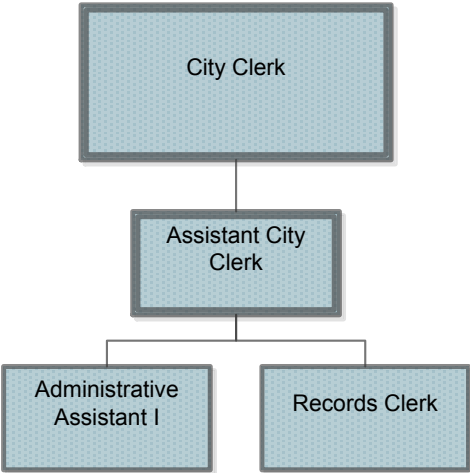 City Clerk
Assistant City
Clerk
Administrative
Assistant I
Records Clerk